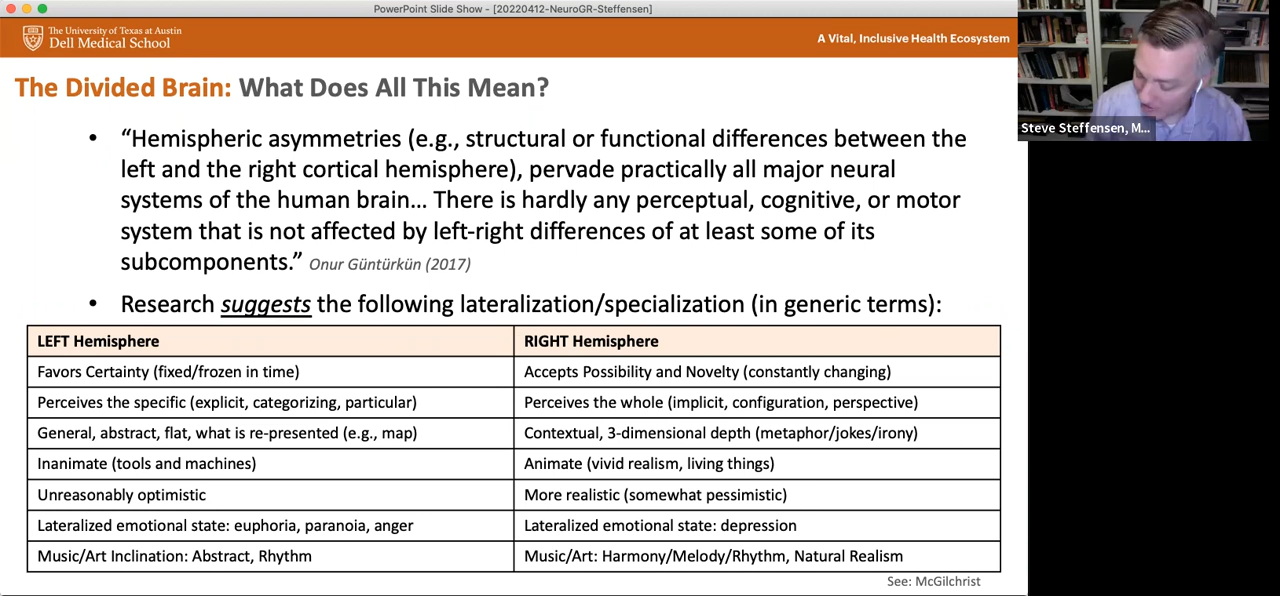 PowerPoint Slide Show - [20220412-NeuroGR-Steffensen]
The University of Texas at Austin
Dell Medical School
A Vital, Inclusive Health Ecosystem
The Divided Brain: What Does All This Mean?
• “Hemispheric asymmetries (e.g., structural or functional differences between the
left and the right cortical hemisphere), pervade practically all major neural
systems of the human brain… There is hardly any perceptual, cognitive, or motor
system that is not affected by left-right differences of at least some of its
subcomponents.” Onur Güntürkün (2017)
• Research suggests the following lateralization/specialization (in generic terms):
LEFT Hemisphere RIGHT Hemisphere
Favors Certainty (fixed/frozen in time) Accepts Possibility and Novelty (constantly changing)
Perceives the specific (explicit, categorizing, particular) Perceives the whole (implicit, configuration, perspective)
General, abstract, flat, what is re-presented (e.g., map) Contextual, 3-dimensional depth (metaphor/jokes/irony)
Inanimate (tools and machines) Animate (vivid realism, living things)
Unreasonably optimistic More realistic (somewhat pessimistic)
Lateralized emotional state: euphoria, paranoia, anger Lateralized emotional state: depression
Music/Art Inclination: Abstract, Rhythm Music/Art: Harmony/Melody/Rhythm, Natural Realism
See: McGilchrist
Steve Steffensen, M...